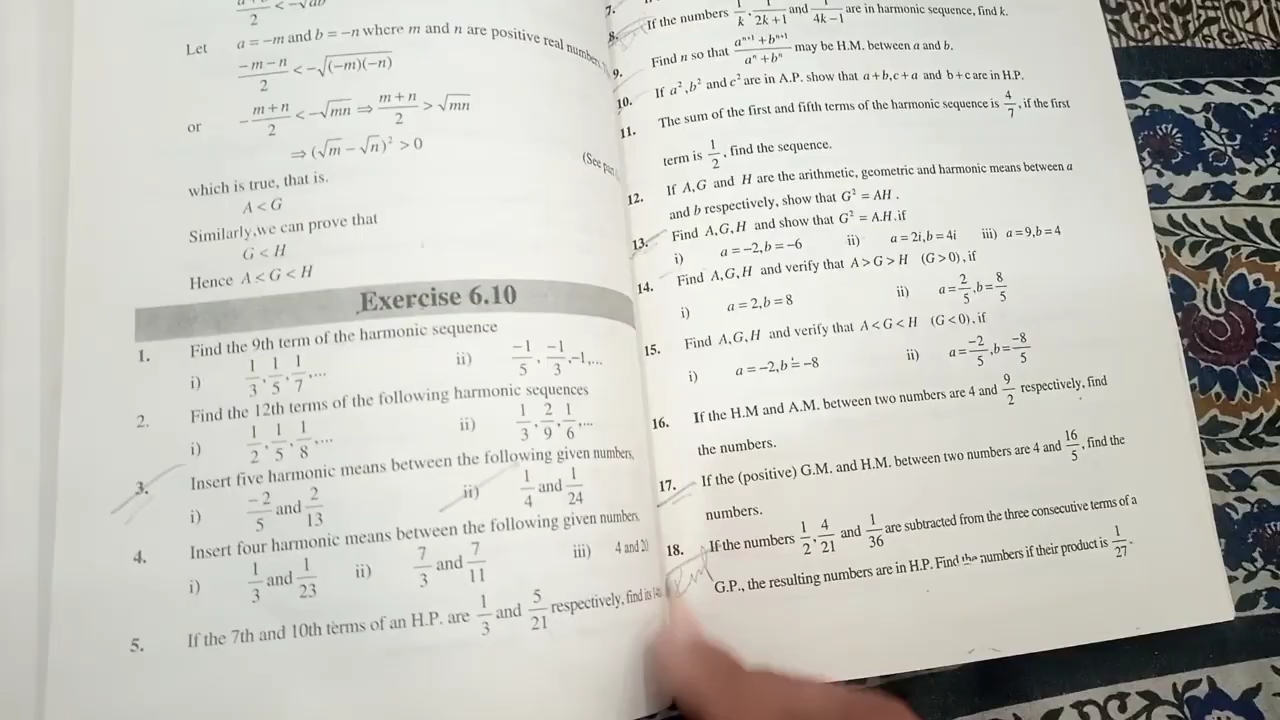 2 < -√ab
Let a = -m and b = -n where m and n are positive real numbers
(-m - n)/2 < -√((-m)(-n))
or -(m + n)/2 < -√mn ⇒ (m + n)/2 > √mn
⇒ (√m - √n)² > 0
(See part
which is true, that is.
A < G
Similarly, we can prove that
G < H
Hence A < G < H
Exercise 6.10
1. Find the 9th term of the harmonic sequence
i) 1/3, 1/5, 1/7,... ii) -1/5, -1/3, -1,...
2. Find the 12th terms of the following harmonic sequences
i) 1/2, 1/5, 1/8,... ii) 1/3, 2/9, 1/6,...
3. Insert five harmonic means between the following given numbers,
i) -2/5 and 2/13 ii) 1/4 and 1/24
4. Insert four harmonic means between the following given numbers
i) 1/3 and 1/23 ii) 7/3 and 7/11 iii) 4 and 20
5. If the 7th and 10th terms of an H.P. are 1/3 and 5/21 respectively, find its
7.
8. If the numbers 1/k, 1/(2k+1) and 1/(4k-1) are in harmonic sequence, find k.
9. Find n so that (aⁿ⁺¹ + bⁿ⁺¹)/(aⁿ + bⁿ) may be H.M. between a and b.
10. If a², b² and c² are in A.P. show that a+b, c+a and b+c are in H.P.
11. The sum of the first and fifth terms of the harmonic sequence is 4/7, if the first
term is 1/2, find the sequence.
12. If A, G and H are the arithmetic, geometric and harmonic means between a
and b respectively, show that G² = AH.
13. Find A, G, H and show that G² = A.H. if
i) a = -2, b = -6 ii) a = 2i, b = 4i iii) a = 9, b = 4
14. Find A, G, H and verify that A > G > H (G > 0), if
i) a = 2, b = 8 ii) a = 2/5, b = 8/5
15. Find A, G, H and verify that A < G < H (G < 0), if
i) a = -2, b = -8 ii) a = -2/5, b = -8/5
16. If the H.M and A.M. between two numbers are 4 and 9/2 respectively, find
the numbers.
17. If the (positive) G.M. and H.M. between two numbers are 4 and 16/5, find the
numbers.
18. If the numbers 1/2, 4/21 and 1/36 are subtracted from the three consecutive terms of a
G.P., the resulting numbers are in H.P. Find the numbers if their product is 1/27.